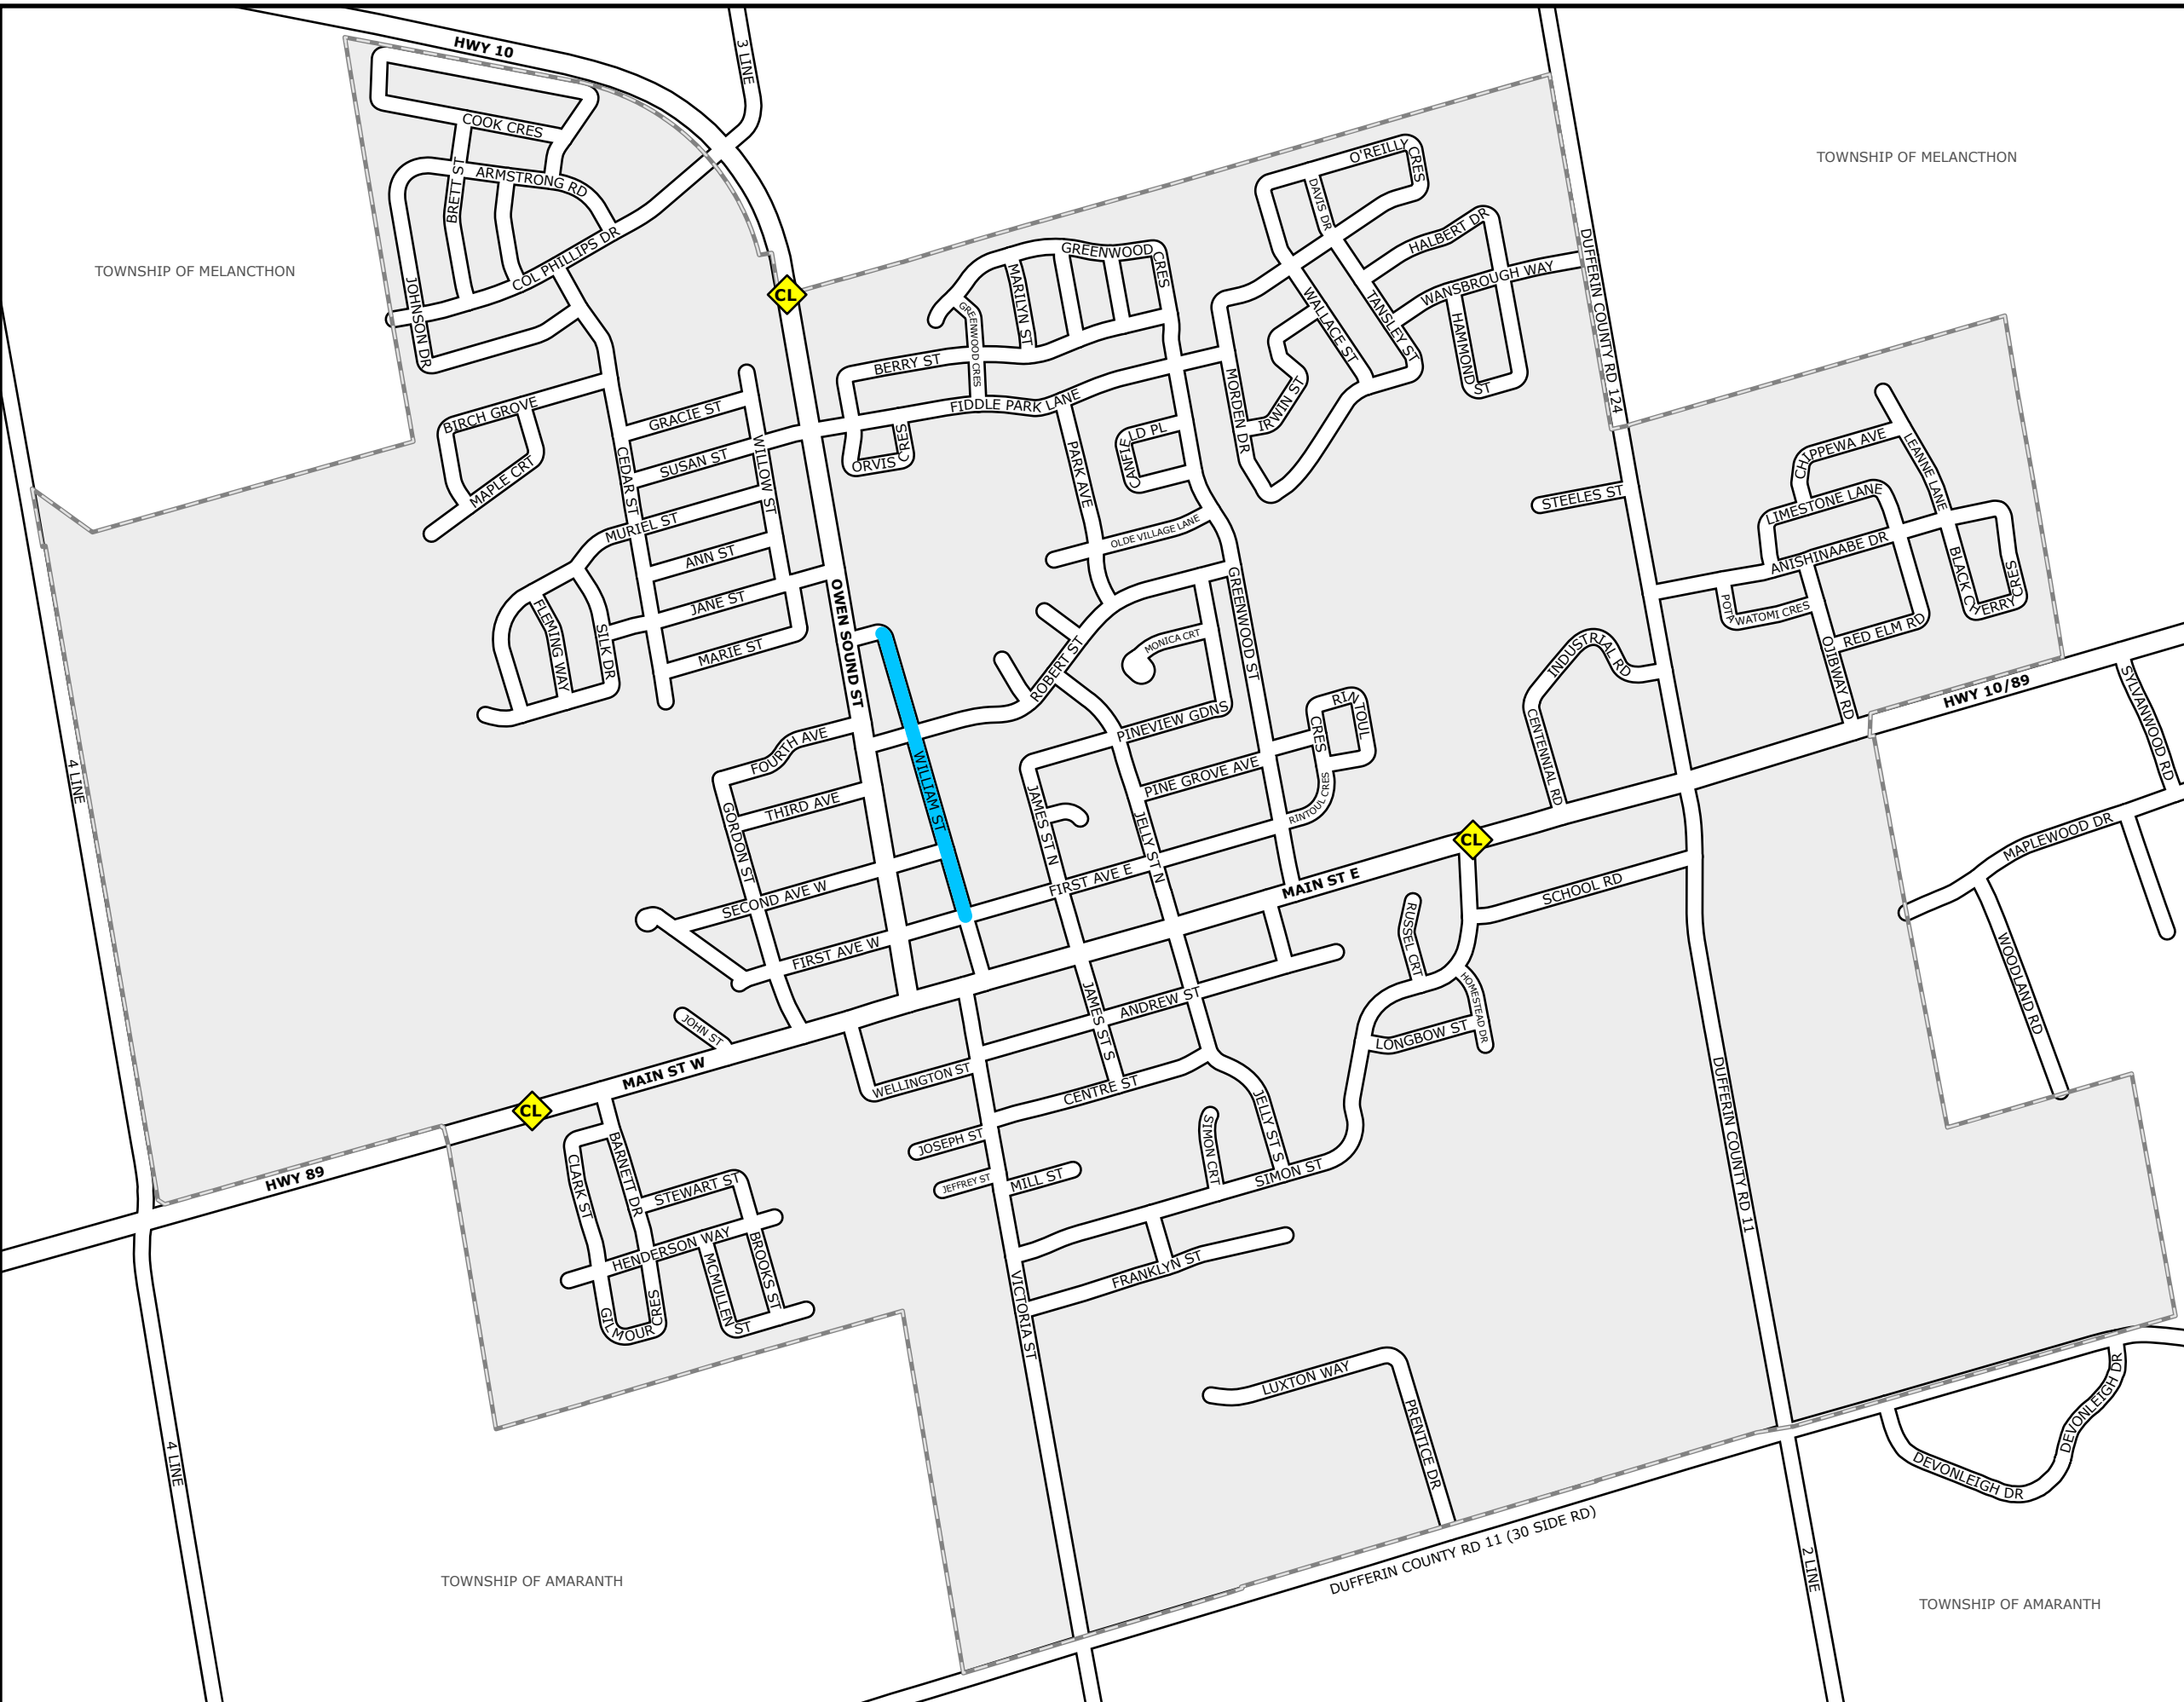 HWY 10
3 LINE
COOK CRES
BRETT ST
ARMSTRONG RD
COL PHILLIPS DR
JOHNSON DR
TOWNSHIP OF MELANCTHON
TOWNSHIP OF MELANCTHON
CL
O'REILLY CRES
DAVIS DR
HALBERT DR
WANSBROUGH WAY
TANSLEY ST
WALLACE ST
HAMMOND ST
IRWIN ST
MORDEN DR
DUFFERIN COUNTY RD 124
GREENWOOD CRES
MARILYN ST
GREENWOOD CRES
BERRY ST
FIDDLE PARK LANE
ORVIS CRES
PARK AVE
CANFIELD PL
OLDE VILLAGE LANE
BIRCH GROVE
MAPLE CRT
GRACIE ST
SUSAN ST
CEDAR ST
WILLOW ST
MURIEL ST
ANN ST
JANE ST
MARIE ST
FLEMING WAY
SILK DR
OWEN SOUND ST
STEELES ST
CHIPPEWA AVE
LEANNE LANE
LIMESTONE LANE
ANISHINAABE DR
POTTAWATOMI CRES
BLACK CHERRY CRES
RED ELM RD
OJIBWAY RD
HWY 10/89
SYLVANWOOD RD
INDUSTRIAL RD
CENTENNIAL RD
4 LINE
GREENWOOD ST
MONICA CRT
ROBERT ST
PINEVIEW GDNS
RINTOUL CRES
PINE GROVE AVE
RINTOUL CRES
FOURTH AVE
THIRD AVE
GORDON ST
WILLIAM ST
JAMES ST N
JELLY ST N
SECOND AVE W
FIRST AVE W
FIRST AVE E
MAIN ST E
CL
SCHOOL RD
MAPLEWOOD DR
WOODLAND RD
RUSSEL CRT
HOMESTEAD DR
LONGBOW ST
JOHN ST
MAIN ST W
CL
HWY 89
ANDREW ST
JAMES ST S
WELLINGTON ST
CENTRE ST
JOSEPH ST
JEFFREY ST
MILL ST
JELLY ST S
SIMON CRT
SIMON ST
FRANKLYN ST
VICTORIA ST
CLARK ST
BARNETT DR
STEWART ST
HENDERSON WAY
BROOKS ST
MCMULLEN ST
GILMOUR CRES
DUFFERIN COUNTY RD 11
LUXTON WAY
PRENTICE DR
DEVONLEIGH DR
DEVONLEIGH DR
4 LINE
DUFFERIN COUNTY RD 11 (30 SIDE RD)
2 LINE
TOWNSHIP OF AMARANTH
TOWNSHIP OF AMARANTH